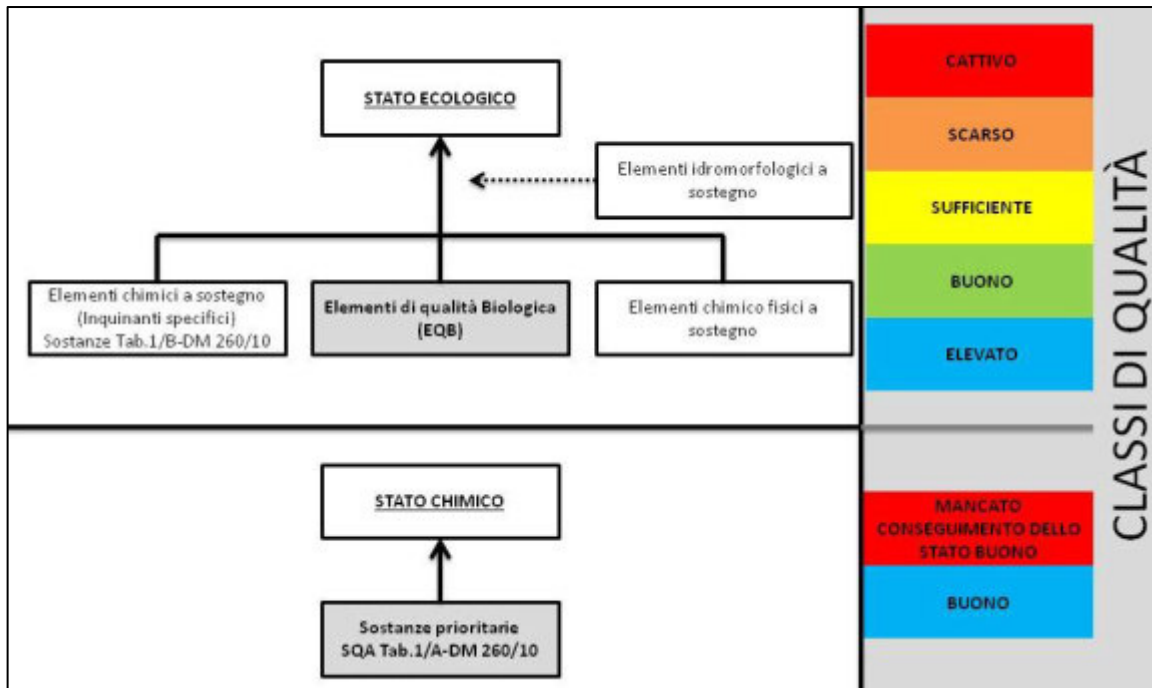 STATO ECOLOGICO
Elementi idromorfologici a
sostegno
Elementi chimici a sostegno
(Inquinanti specifici)
Sostanze Tab.1/B-DM 260/10
Elementi di qualità Biologica
(EQB)
Elementi chimico fisici a
sostegno
CATTIVO
SCARSO
SUFFICIENTE
BUONO
ELEVATO
STATO CHIMICO
Sostanze prioritarie
SQA Tab.1/A-DM 260/10
MANCATO
CONSEGUIMENTO DELLO
STATO BUONO
BUONO
CLASSI DI QUALITÀ